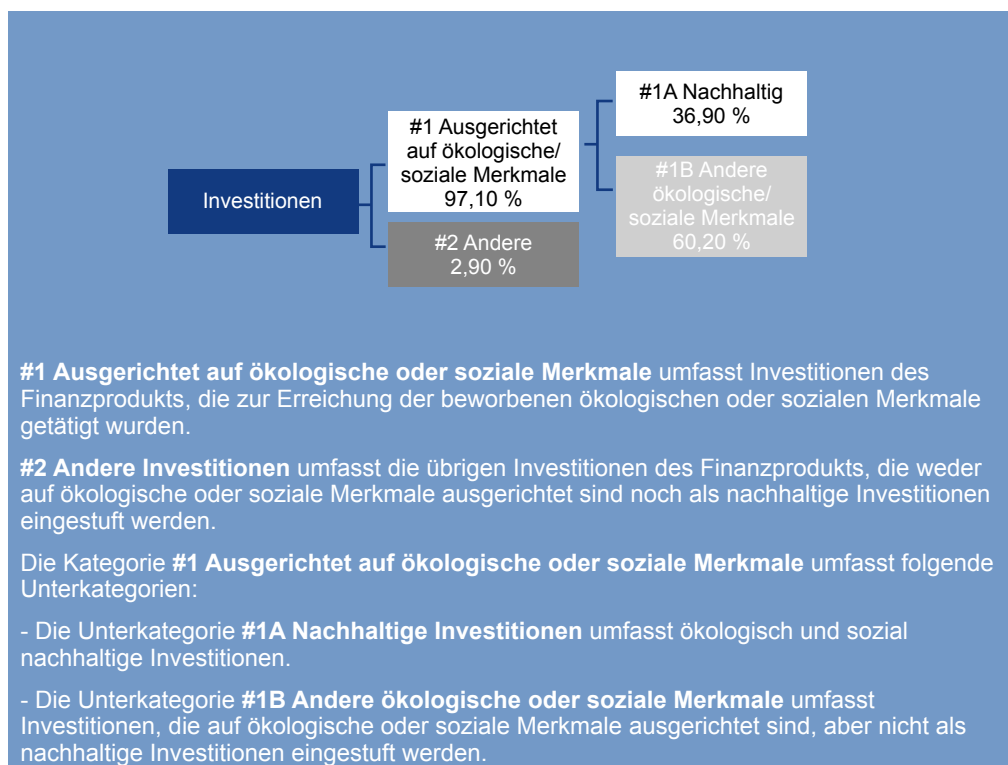 #1A Nachhaltig
36,90 %
#1 Ausgerichtet
auf ökologische/
soziale Merkmale
97,10 %
#1B Andere
ökologische/
soziale Merkmale
60,20 %
Investitionen
#2 Andere
2,90 %
#1 Ausgerichtet auf ökologische oder soziale Merkmale umfasst Investitionen des
Finanzprodukts, die zur Erreichung der beworbenen ökologischen oder sozialen Merkmale
getätigt wurden.
#2 Andere Investitionen umfasst die übrigen Investitionen des Finanzprodukts, die weder
auf ökologische oder soziale Merkmale ausgerichtet sind noch als nachhaltige Investitionen
eingestuft werden.
Die Kategorie #1 Ausgerichtet auf ökologische oder soziale Merkmale umfasst folgende
Unterkategorien:
- Die Unterkategorie #1A Nachhaltige Investitionen umfasst ökologisch und sozial
nachhaltige Investitionen.
- Die Unterkategorie #1B Andere ökologische oder soziale Merkmale umfasst
Investitionen, die auf ökologische oder soziale Merkmale ausgerichtet sind, aber nicht als
nachhaltige Investitionen eingestuft werden.